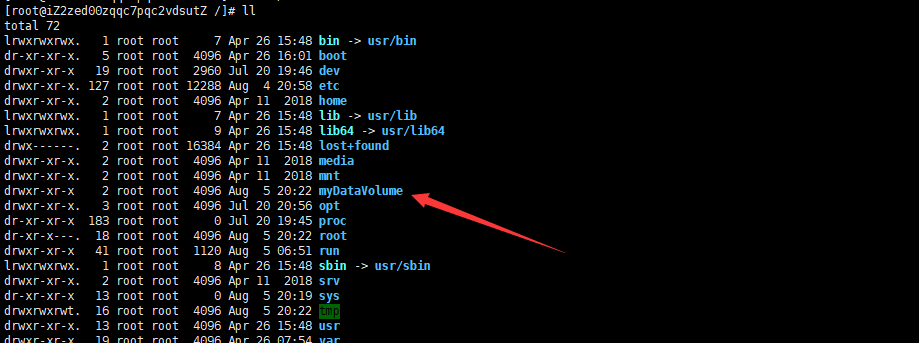 [root@iZ2zed00zqqc7pqc2vdsutZ /]# ll
total 72
lrwxrwxrwx.   1 root root     7 Apr 26 15:48 bin -> usr/bin
dr-xr-xr-x.   5 root root  4096 Apr 26 16:01 boot
drwxr-xr-x   19 root root  2960 Jul 20 19:46 dev
drwxr-xr-x. 127 root root 12288 Aug  4 20:58 etc
drwxr-xr-x.   2 root root  4096 Apr 11  2018 home
lrwxrwxrwx.   1 root root     7 Apr 26 15:48 lib -> usr/lib
lrwxrwxrwx.   1 root root     9 Apr 26 15:48 lib64 -> usr/lib64
drwx------.   2 root root 16384 Apr 26 15:48 lost+found
drwxr-xr-x.   2 root root  4096 Apr 11  2018 media
drwxr-xr-x.   2 root root  4096 Apr 11  2018 mnt
drwxr-xr-x    2 root root  4096 Aug  5 20:22 myDataVolume
drwxr-xr-x.   3 root root  4096 Jul 20 20:56 opt
dr-xr-xr-x  183 root root     0 Jul 20 19:45 proc
dr-xr-x---.  18 root root  4096 Aug  5 20:22 root
drwxr-xr-x   41 root root  1120 Aug  5 06:51 run
lrwxrwxrwx.   1 root root     8 Apr 26 15:48 sbin -> usr/sbin
drwxr-xr-x.   2 root root  4096 Apr 11  2018 srv
dr-xr-xr-x   13 root root     0 Aug  5 20:19 sys
drwxrwxrwt.  16 root root  4096 Aug  5 20:22 tmp
drwxr-xr-x.  13 root root  4096 Apr 26 15:48 usr
drwxr-xr-x.  19 root root  4096 Apr 26 07:54 var